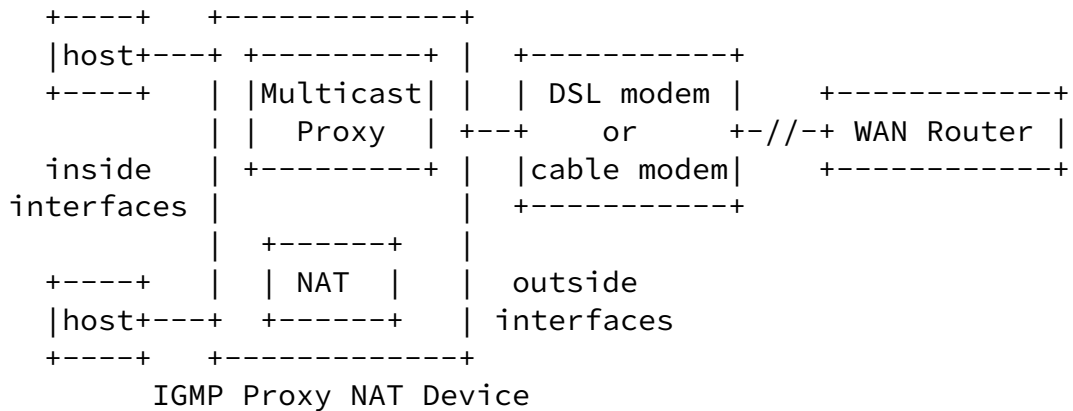 host
Multicast
DSL modem
Proxy
or
WAN Router
inside
cable modem
interfaces
NAT
outside
host
interfaces
IGMP Proxy NAT Device